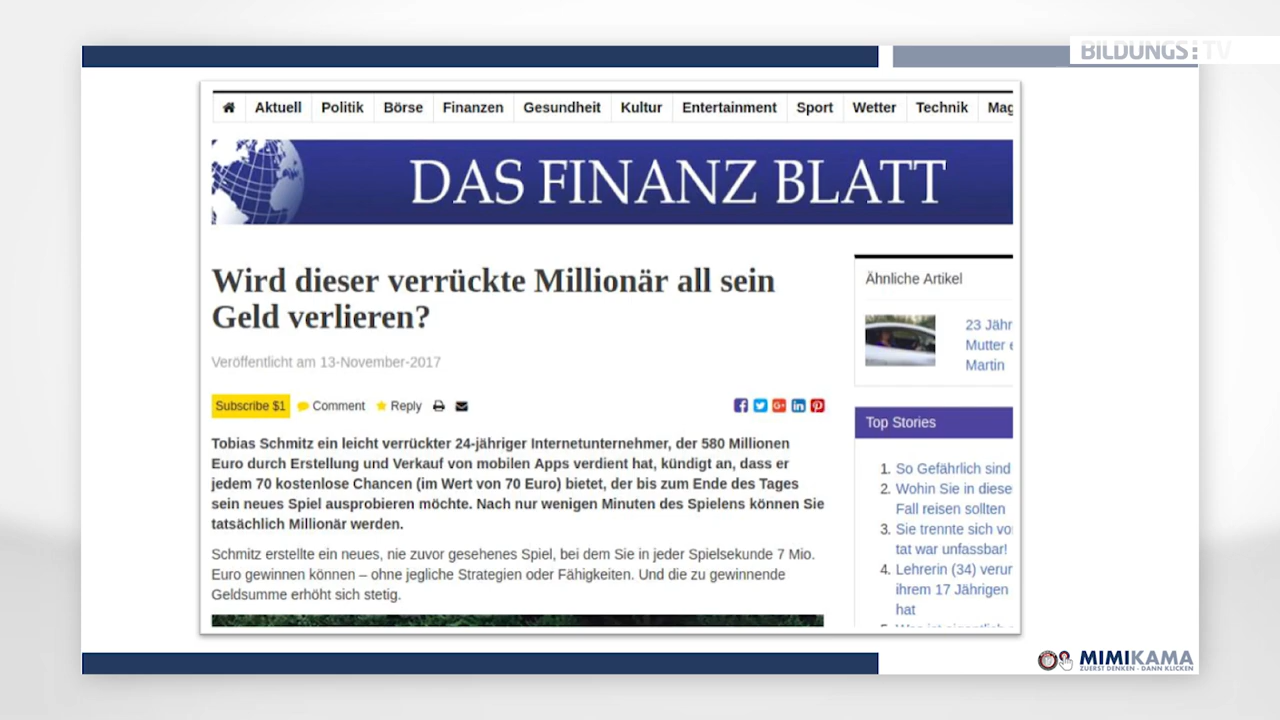 BILDUNGS:TV
Aktuell Politik Börse Finanzen Gesundheit Kultur Entertainment Sport Wetter Technik
DAS FINANZ BLATT
Wird dieser verrückte Millionär all sein
Geld verlieren?
Veröffentlicht am 13-November-2017
Subscribe $1 Comment Reply
Tobias Schmitz ein leicht verrückter 24-jähriger Internetunternehmer, der 580 Millionen
Euro durch Erstellung und Verkauf von mobilen Apps verdient hat, kündigt an, dass er
jedem 70 kostenlose Chancen (im Wert von 70 Euro) bietet, der bis zum Ende des Tages
sein neues Spiel ausprobieren möchte. Nach nur wenigen Minuten des Spielens können Sie
tatsächlich Millionär werden.
Schmitz erstellte ein neues, nie zuvor gesehenes Spiel, bei dem Sie in jeder Spielsekunde 7 Mio.
Euro gewinnen können – ohne jegliche Strategien oder Fähigkeiten. Und die zu gewinnende
Geldsumme erhöht sich stetig.
Ähnliche Artikel
23 Jähr
Mutter
Martin
Top Stories
1. So Gefährlich sind
2. Wohin Sie in diese
Fall reisen sollten
3. Sie trennte sich vo
tat war unfassbar!
4. Lehrerin (34) verur
ihrem 17 Jährigen
hat
MIMIKAMA
ZUERST DENKEN - DANN KLICKEN